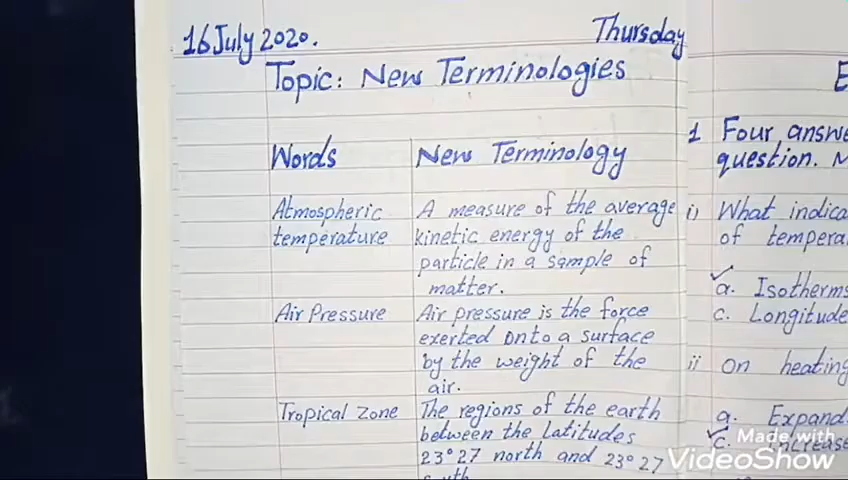 16 July 2020.
Thursday
Topic: New Terminologies
Words
New Terminology
Atmospheric
temperature
A measure of the average
kinetic energy of the
particle in a sample of
matter.
Air Pressure
Air pressure is the force
exerted onto a surface
by the weight of the
air.
Tropical Zone
The regions of the earth
between the latitudes
23°27 north and 23°27
1 Four answe
question.
i) What indica
of tempera
a. Isotherms
c. Longitude
ii On heating
a. Expand
c. Increase
Made with
VideoShow